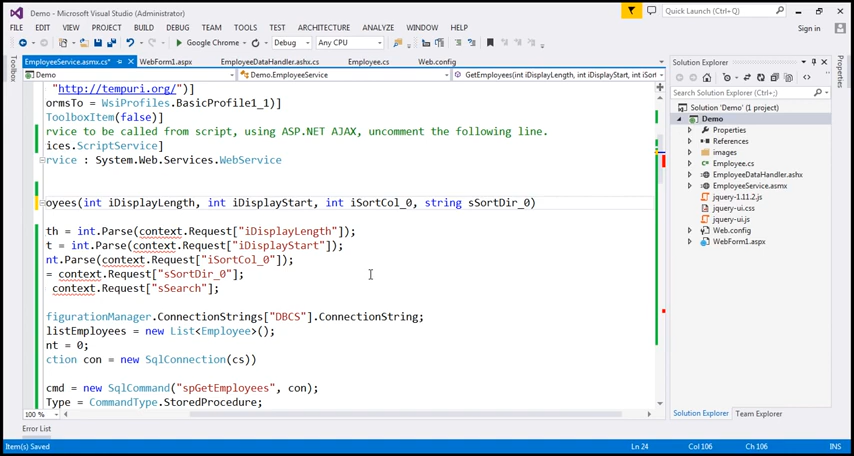 Demo - Microsoft Visual Studio (Administrator)
Quick Launch (Ctrl+Q)
FILE EDIT VIEW PROJECT BUILD DEBUG TEAM TOOLS TEST ARCHITECTURE ANALYZE WINDOW HELP
Sign in
Google Chrome Debug Any CPU
EmployeeService.asmx.cs* WebForm1.aspx EmployeeDataHandler.ashx.cs Employee.cs Web.config
Demo Demo.EmployeeService GetEmployees(int iDisplayLength, int iDisplayStart, int iSort
Toolbox
"http://tempuri.org/")]
ormsTo = WsiProfiles.BasicProfile1_1)]
ToolboxItem(false)]
rvice to be called from script, using ASP.NET AJAX, uncomment the following line.
ices.ScriptService]
rvice : System.Web.Services.WebService
oyees(int iDisplayLength, int iDisplayStart, int iSortCol_0, string sSortDir_0)
th = int.Parse(context.Request["iDisplayLength"]);
t = int.Parse(context.Request["iDisplayStart"]);
nt.Parse(context.Request["iSortCol_0"]);
= context.Request["sSortDir_0"];
context.Request["sSearch"];
figurationManager.ConnectionStrings["DBCS"].ConnectionString;
listEmployees = new List<Employee>();
nt = 0;
ction con = new SqlConnection(cs))
cmd = new SqlCommand("spGetEmployees", con);
Type = CommandType.StoredProcedure;
100 %
Solution Explorer
Search Solution Explorer (Ctrl+;)
Solution 'Demo' (1 project)
Demo
Properties
References
images
Employee.cs
EmployeeDataHandler.ashx
EmployeeService.asmx
jquery-1.11.2.js
jquery-ui.css
jquery-ui.js
Web.config
WebForm1.aspx
Solution Explorer Team Explorer
Error List
Item(s) Saved Ln 24 Col 106 Ch 106 INS